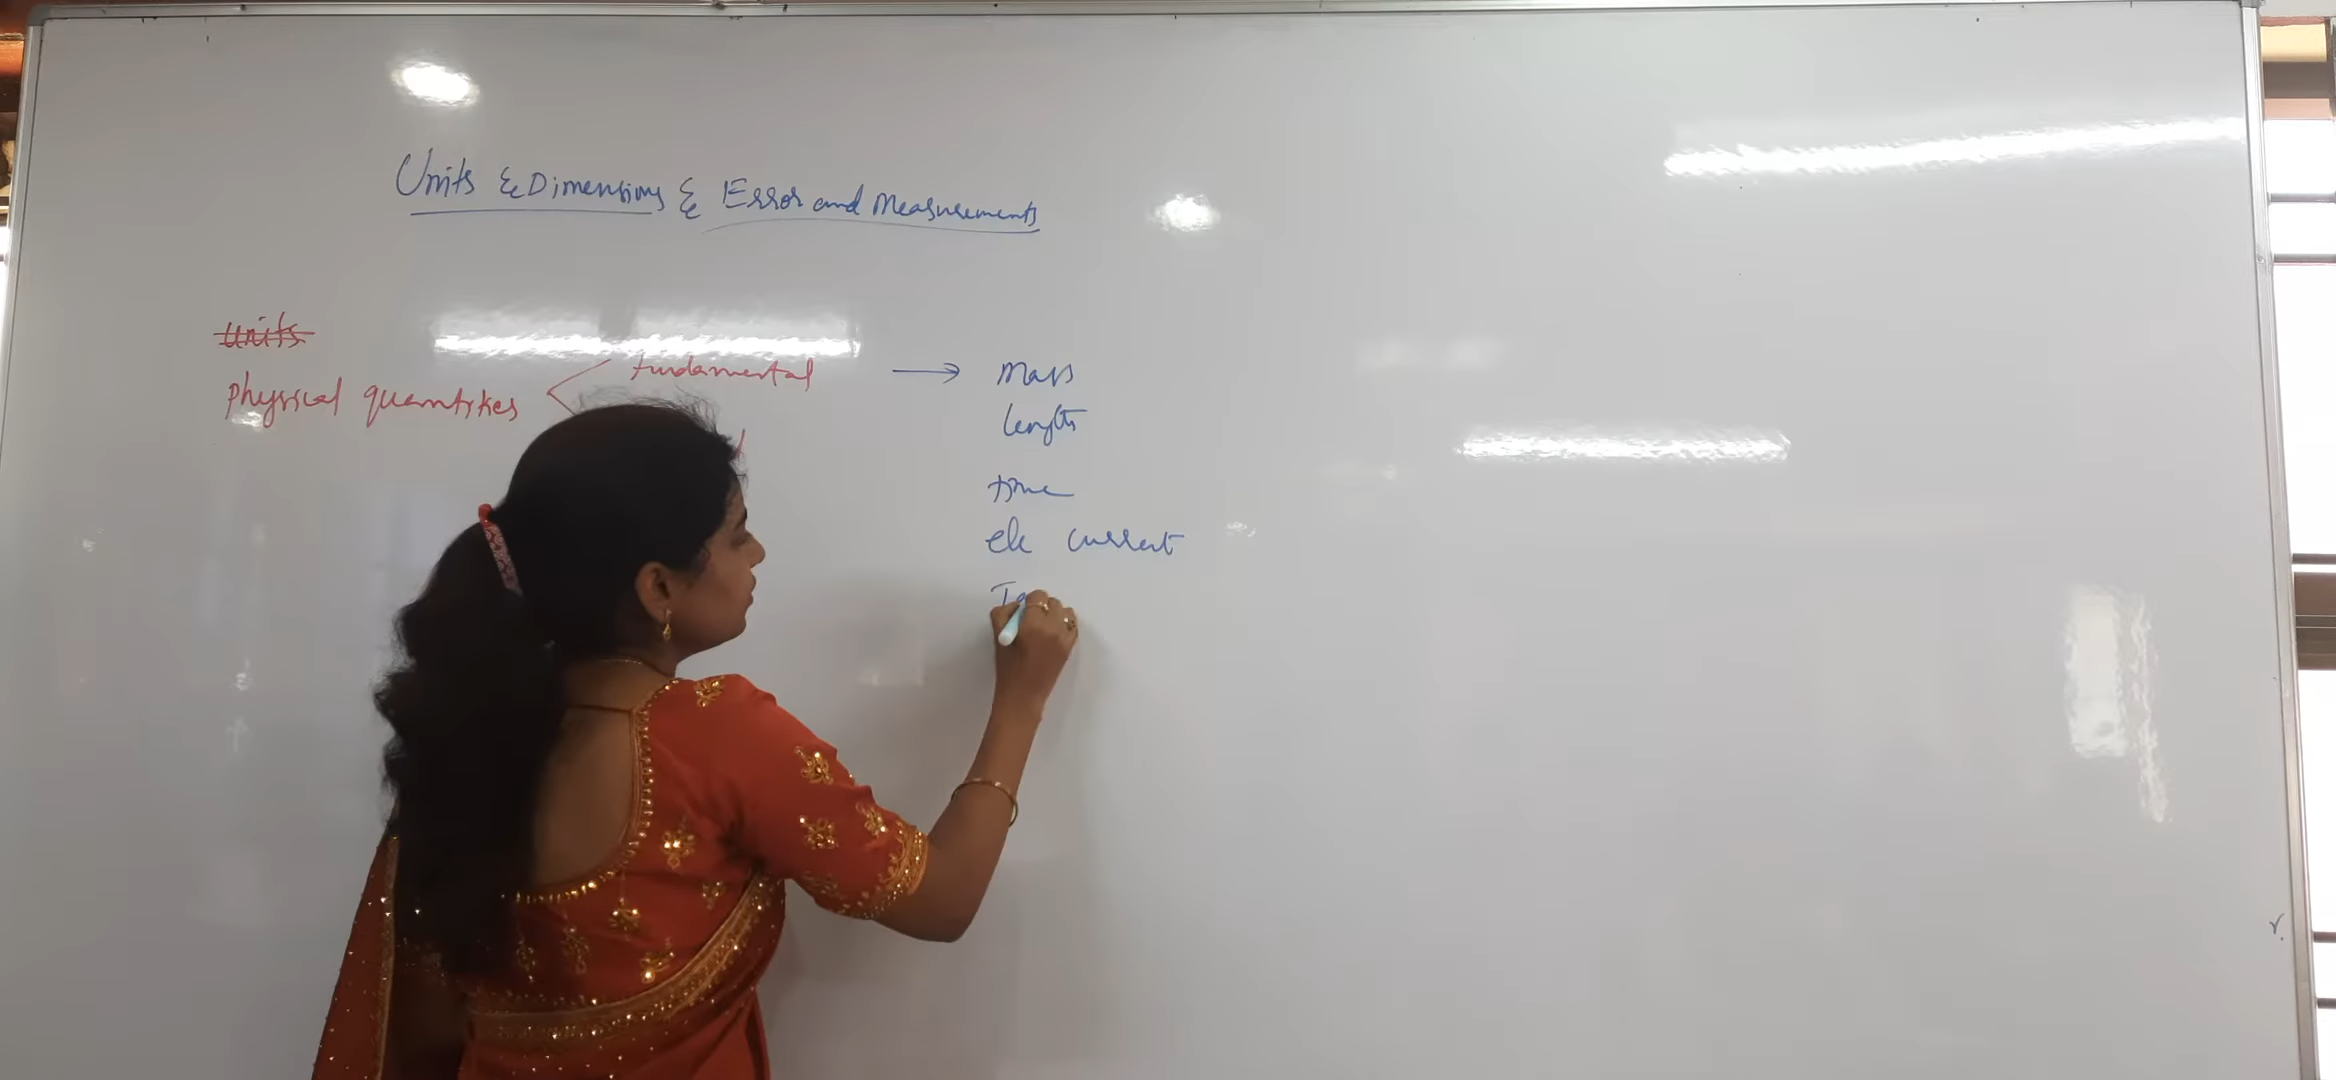 Units & Dimensions & Error and Measurements
Units
Physical quantities
fundamental → Mass
length
time
ele current